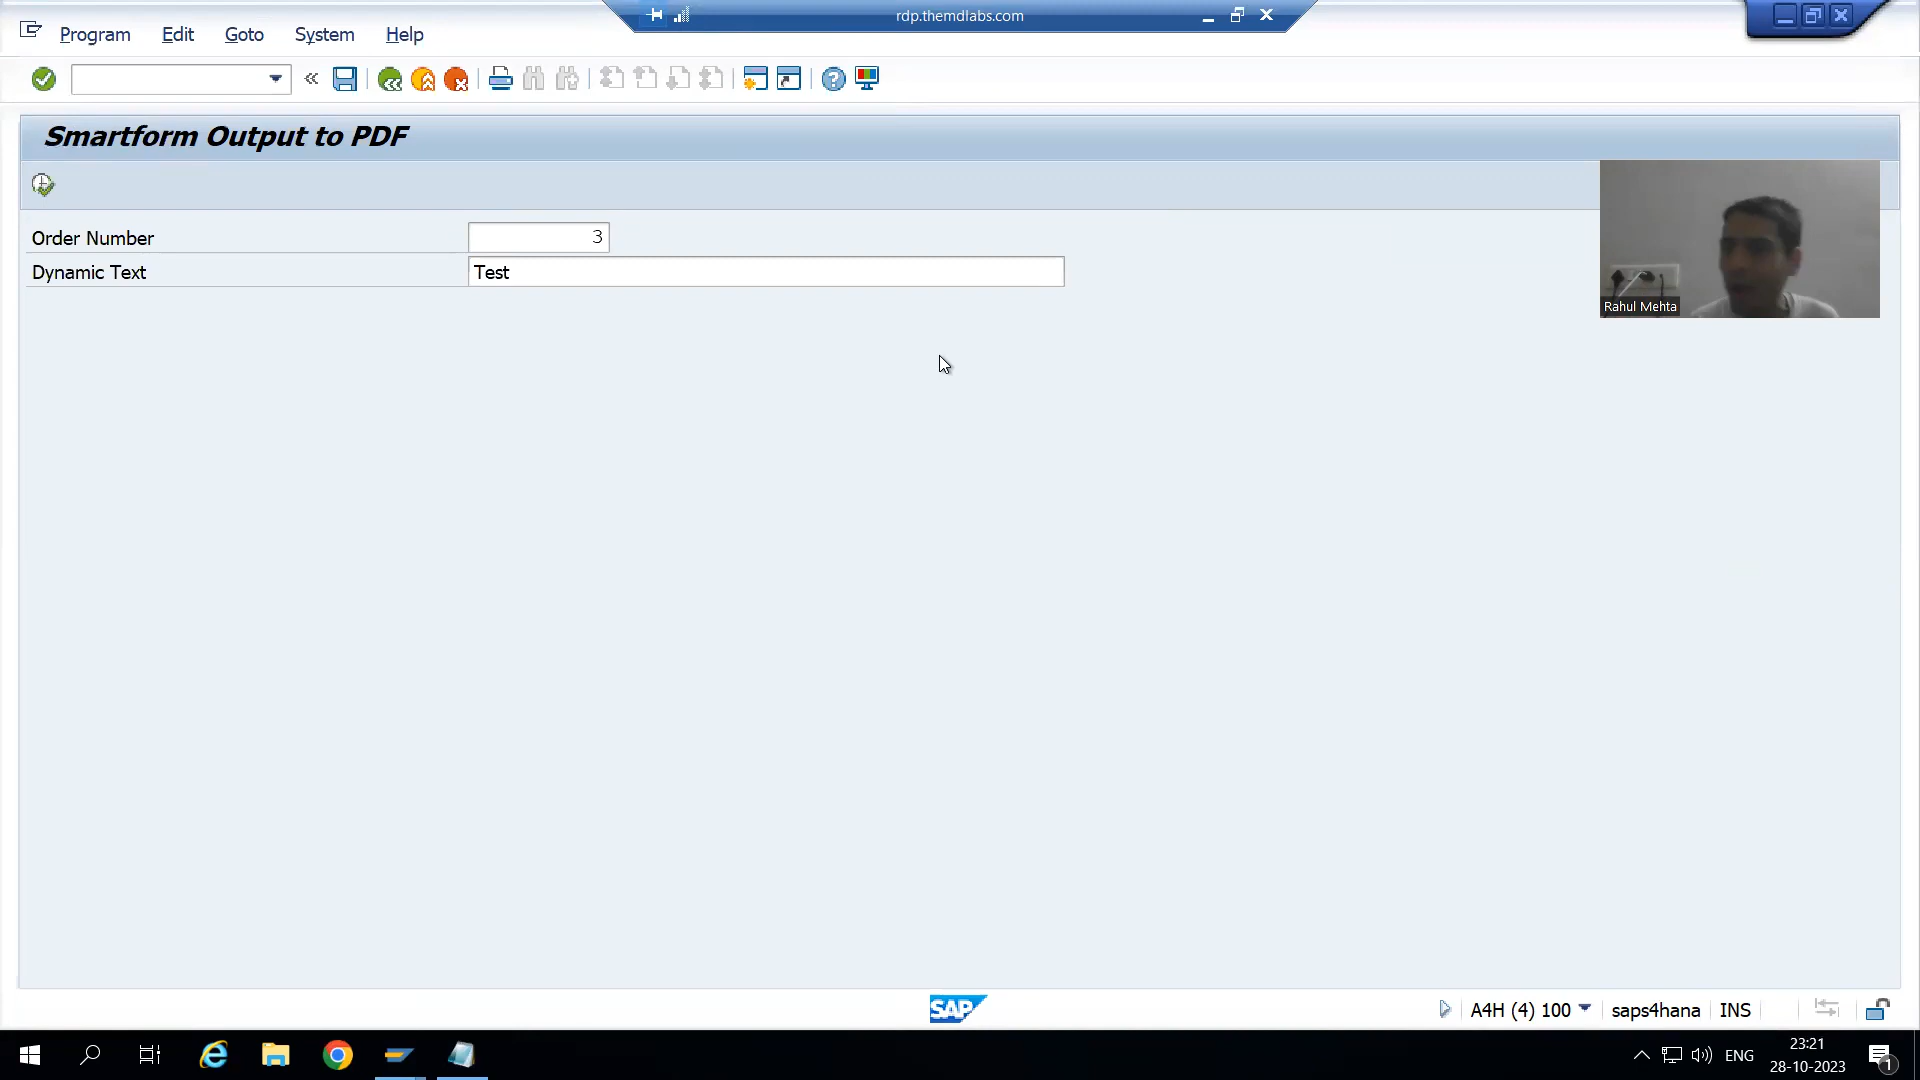 rdp.themdlabs.com
Program Edit Goto System Help
Smartform Output to PDF
Order Number 3
Dynamic Text Test
Rahul Mehta
SAP
A4H (4) 100 saps4hana INS
ENG
23:21
28-10-2023
1